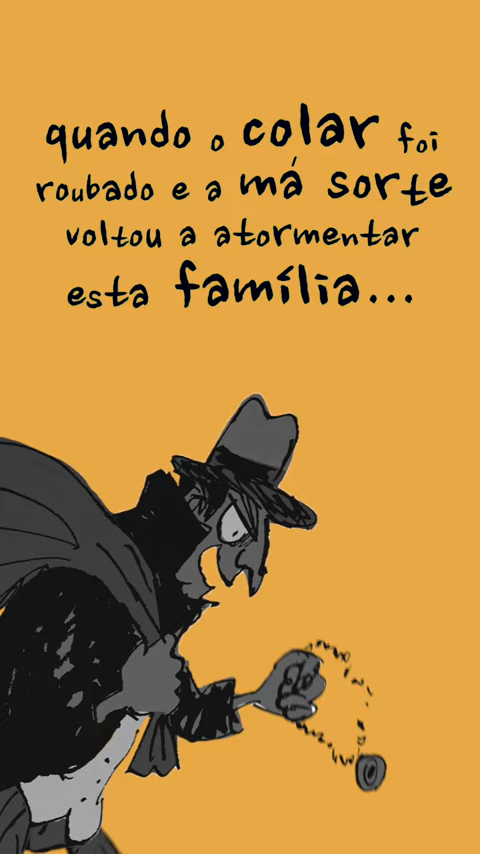 quando o colar foi
roubado e a má sorte
voltou a atormentar
esta família...